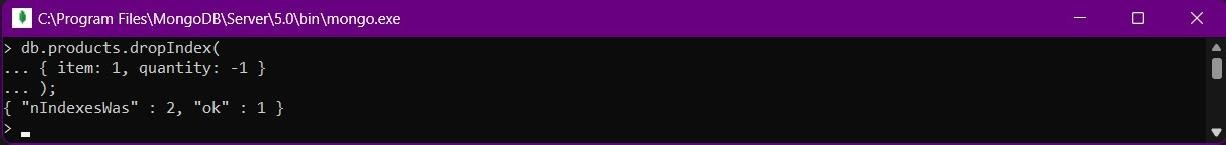 C:\Program Files\MongoDB\Server\5.0\bin\mongo.exe
> db.products.dropIndex(
... { item: 1, quantity: -1 }
... );
{ "nIndexesWas" : 2, "ok" : 1 }
>